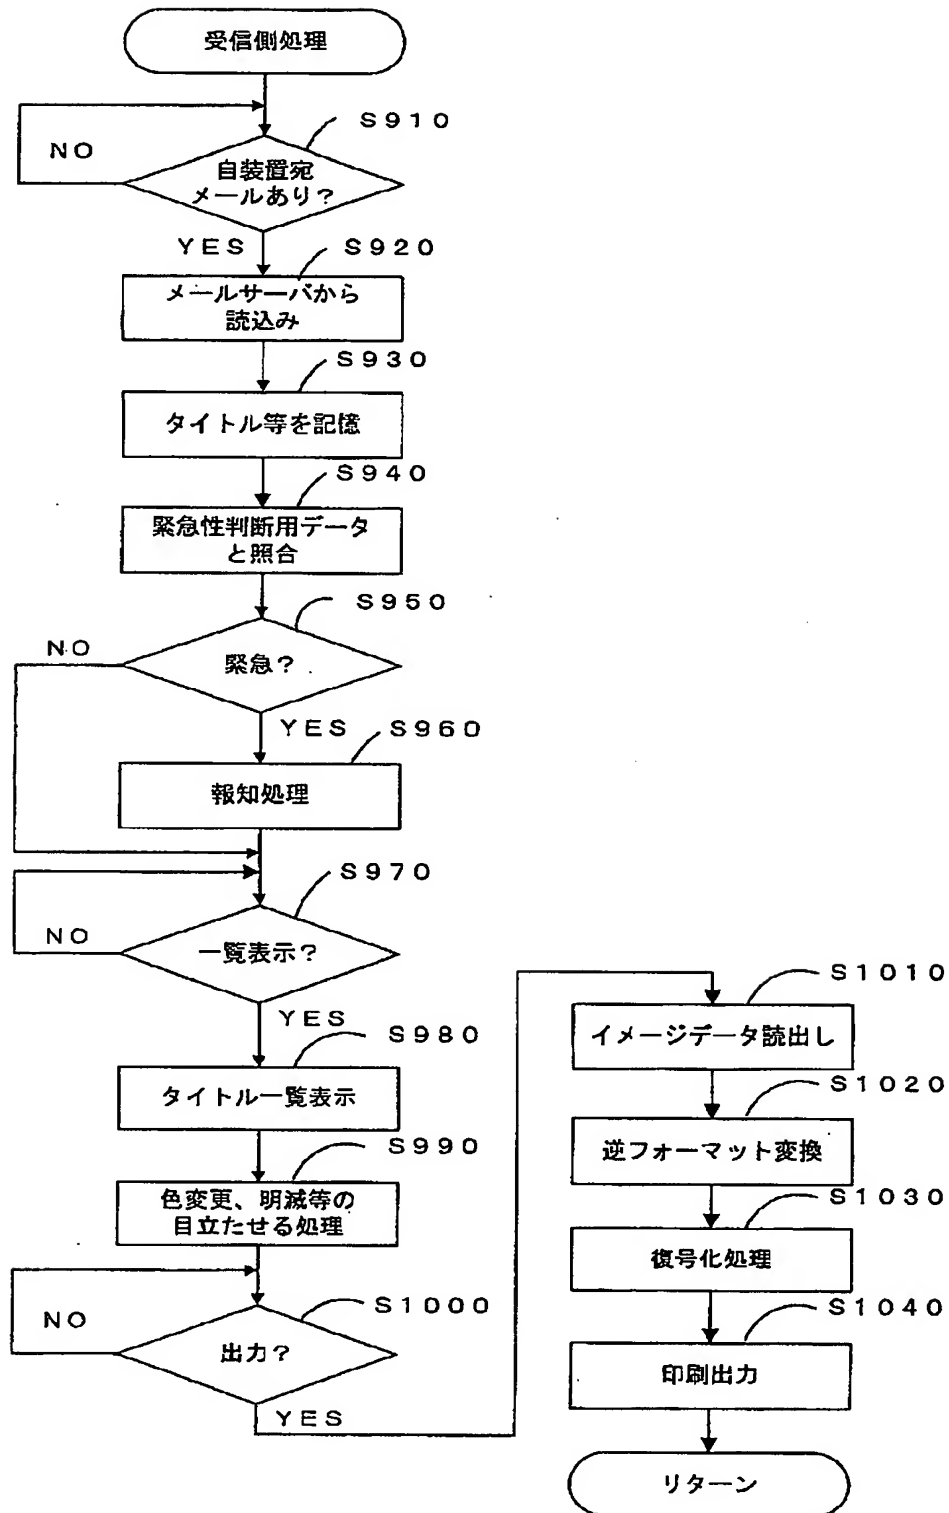 受信側処理
S910
NO
自装置宛
メールあり？
YES
S920
メールサーバから
読込み
S930
タイトル等を記憶
S940
緊急性判断用データ
と照合
S950
NO
緊急？
YES
S960
報知処理
S970
NO
一覧表示？
YES
S980
タイトル一覧表示
S990
色変更、明滅等の
目立たせる処理
S1000
NO
出力？
YES
S1010
イメージデータ読出し
S1020
逆フォーマット変換
S1030
復号化処理
S1040
印刷出力
リターン